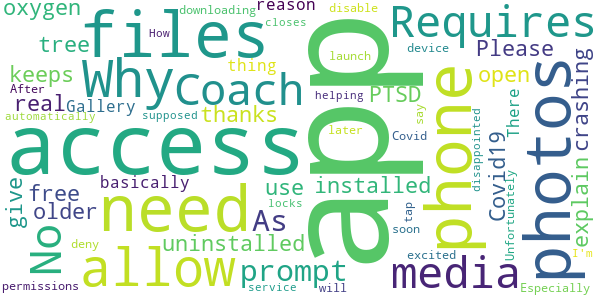 oxygen
downloading
reason
disable
Requires
tree
files
closes
How
thing
launch
device
Please
keeps
Why
Coach
app
phone
open
photos
crashing
After
real
Gallery
thanks
helping
PTSD
say
There
automatically
supposed
later
Covid
disappointed
Covid19
explain
access
No
give
free
basically
use
installed
older
need
As
locks
tap
soon
Unfortunately
uninstalled
excited
deny
allow
prompt
media
I'm
permissions
service
will
Especially